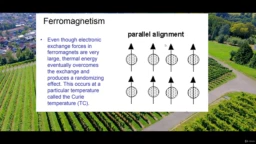 Ferromagnetism
• Even though electronic
exchange forces in
ferromagnets are very
large, thermal energy
eventually overcomes
the exchange and
produces a randomizing
effect. This occurs at a
particular temperature
called the Curie
temperature (TC).
parallel alignment